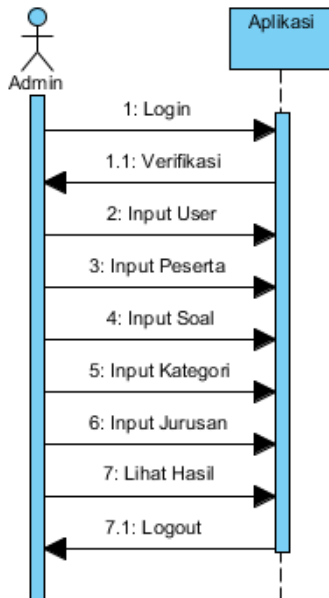 Aplikasi
Admin
1: Login
1.1: Verifikasi
2: Input User
3: Input Peserta
4: Input Soal
5: Input Kategori
6: Input Jurusan
7: Lihat Hasil
7.1: Logout